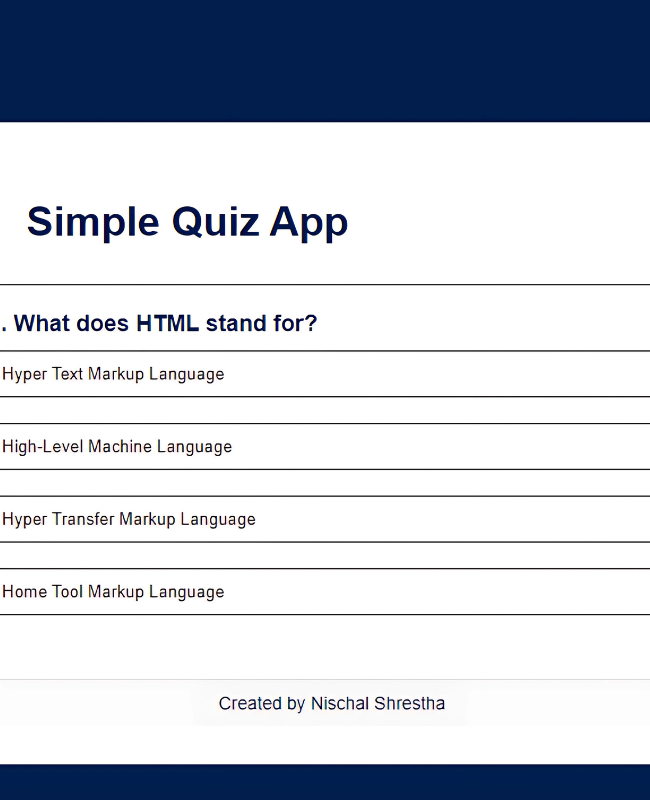 Simple Quiz App
. What does HTML stand for?
Hyper Text Markup Language
High-Level Machine Language
Hyper Transfer Markup Language
Home Tool Markup Language
Created by Nischal Shrestha